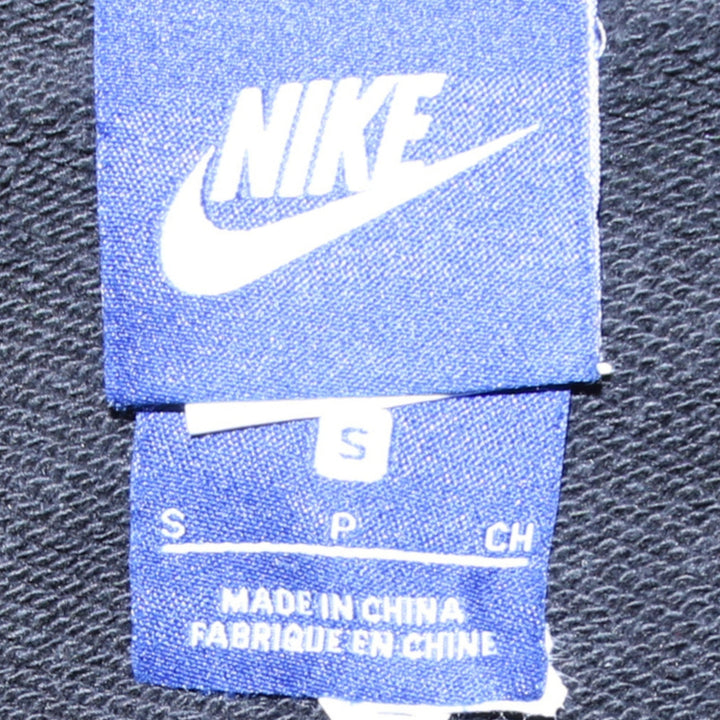 NIKE
S
S P CH
MADE IN CHINA
FABRIQUE EN CHINE